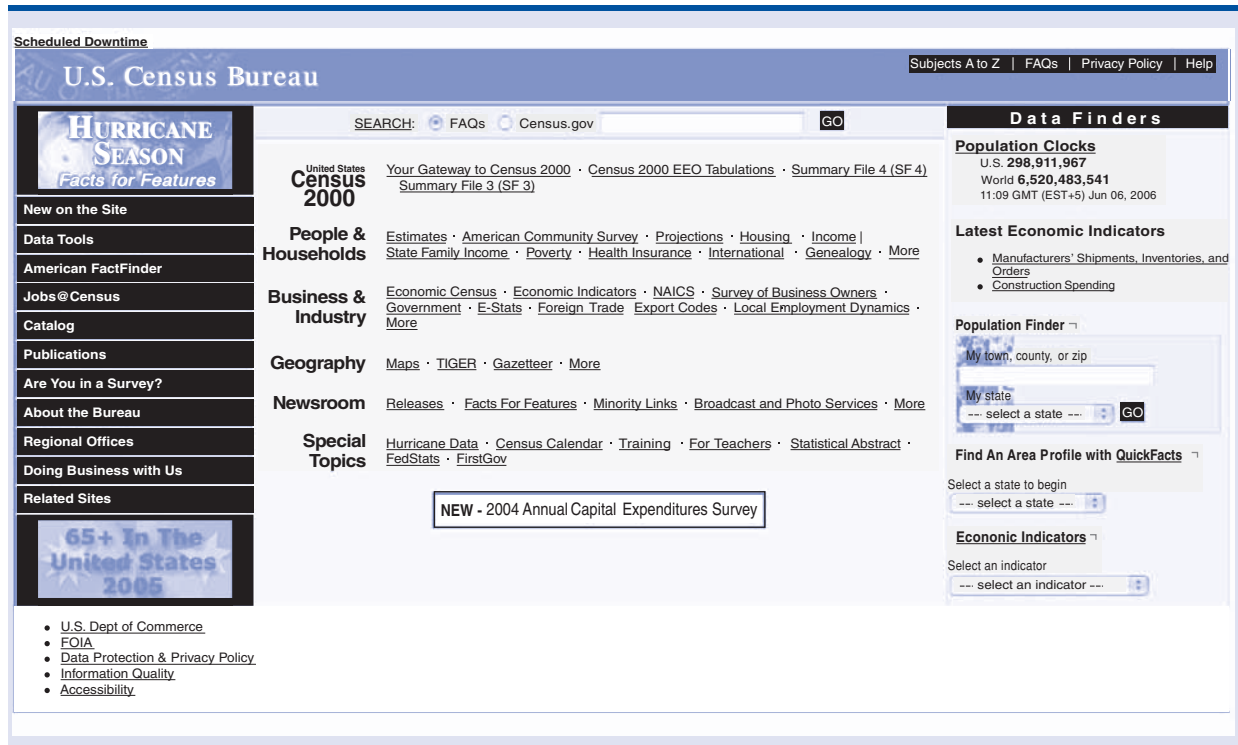 Scheduled Downtime
U.S. Census Bureau
Subjects A to Z | FAQs | Privacy Policy | Help
HURRICANE
SEASON
Facts for Features
New on the Site
Data Tools
American FactFinder
Jobs@Census
Catalog
Publications
Are You in a Survey?
About the Bureau
Regional Offices
Doing Business with Us
Related Sites
65+ In The
United States
2005
SEARCH: FAQs Census.gov GO
United States
Census
2000
Your Gateway to Census 2000 · Census 2000 EEO Tabulations · Summary File 4 (SF 4)
Summary File 3 (SF 3)
People &
Households
Estimates · American Community Survey · Projections · Housing · Income |
State Family Income · Poverty · Health Insurance · International · Genealogy · More
Business &
Industry
Economic Census · Economic Indicators · NAICS · Survey of Business Owners ·
Government · E-Stats · Foreign Trade Export Codes · Local Employment Dynamics ·
More
Geography
Maps · TIGER · Gazetteer · More
Newsroom
Releases · Facts For Features · Minority Links · Broadcast and Photo Services · More
Special
Topics
Hurricane Data · Census Calendar · Training · For Teachers · Statistical Abstract ·
FedStats · FirstGov
NEW - 2004 Annual Capital Expenditures Survey
Data Finders
Population Clocks
U.S. 298,911,967
World 6,520,483,541
11:09 GMT (EST+5) Jun 06, 2006
Latest Economic Indicators
• Manufacturers' Shipments, Inventories, and
Orders
• Construction Spending
Population Finder ¬
My town, county, or zip
My state
--- select a state --- GO
Find An Area Profile with QuickFacts ¬
Select a state to begin
--- select a state ---
Econonic Indicators ¬
Select an indicator
--- select an indicator ---
• U.S. Dept of Commerce
• FOIA
• Data Protection & Privacy Policy
• Information Quality
• Accessibility